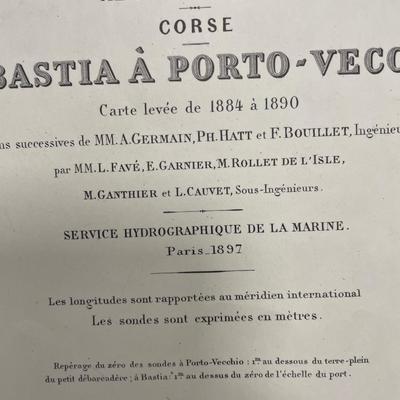 CORSE
BASTIA À PORTO-VECC
Carte levée de 1884 à 1890
ns successives de MM. A. GERMAIN, PH. HATT et F. BOUILLET, Ingénieu
par MM. L. FAVÉ, E. GARNIER, M. ROLLET DE L'ISLE,
M. GANTHIER et L. CAUVET, Sous-Ingénieurs.
SERVICE HYDROGRAPHIQUE DE LA MARINE.
Paris_1897
Les longitudes sont rapportées au méridien international
Les sondes sont exprimées en mètres.
Repérage du zéro des sondes à Porto-Vecchio : 1m au dessous du terre-plein
du petit débarcadère ; à Bastia: 1m au dessus du zéro de l'échelle du port.